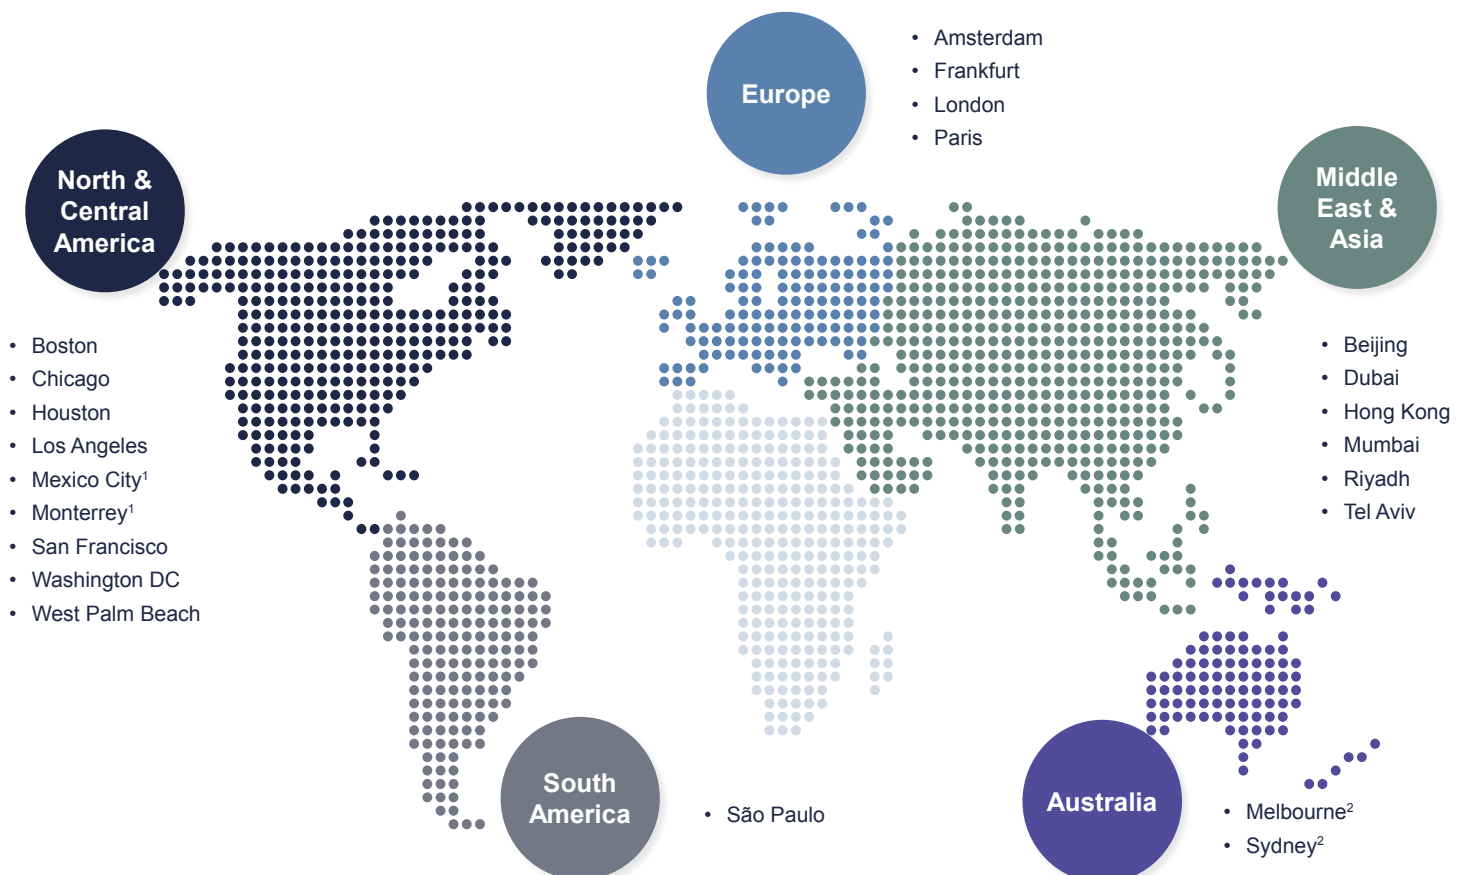 Europe
• Amsterdam
• Frankfurt
• London
• Paris
North &
Central
America
• Boston
• Chicago
• Houston
• Los Angeles
• Mexico City¹
• Monterrey¹
• San Francisco
• Washington DC
• West Palm Beach
Middle
East &
Asia
• Beijing
• Dubai
• Hong Kong
• Mumbai
• Riyadh
• Tel Aviv
South
America
• São Paulo
Australia
• Melbourne²
• Sydney²